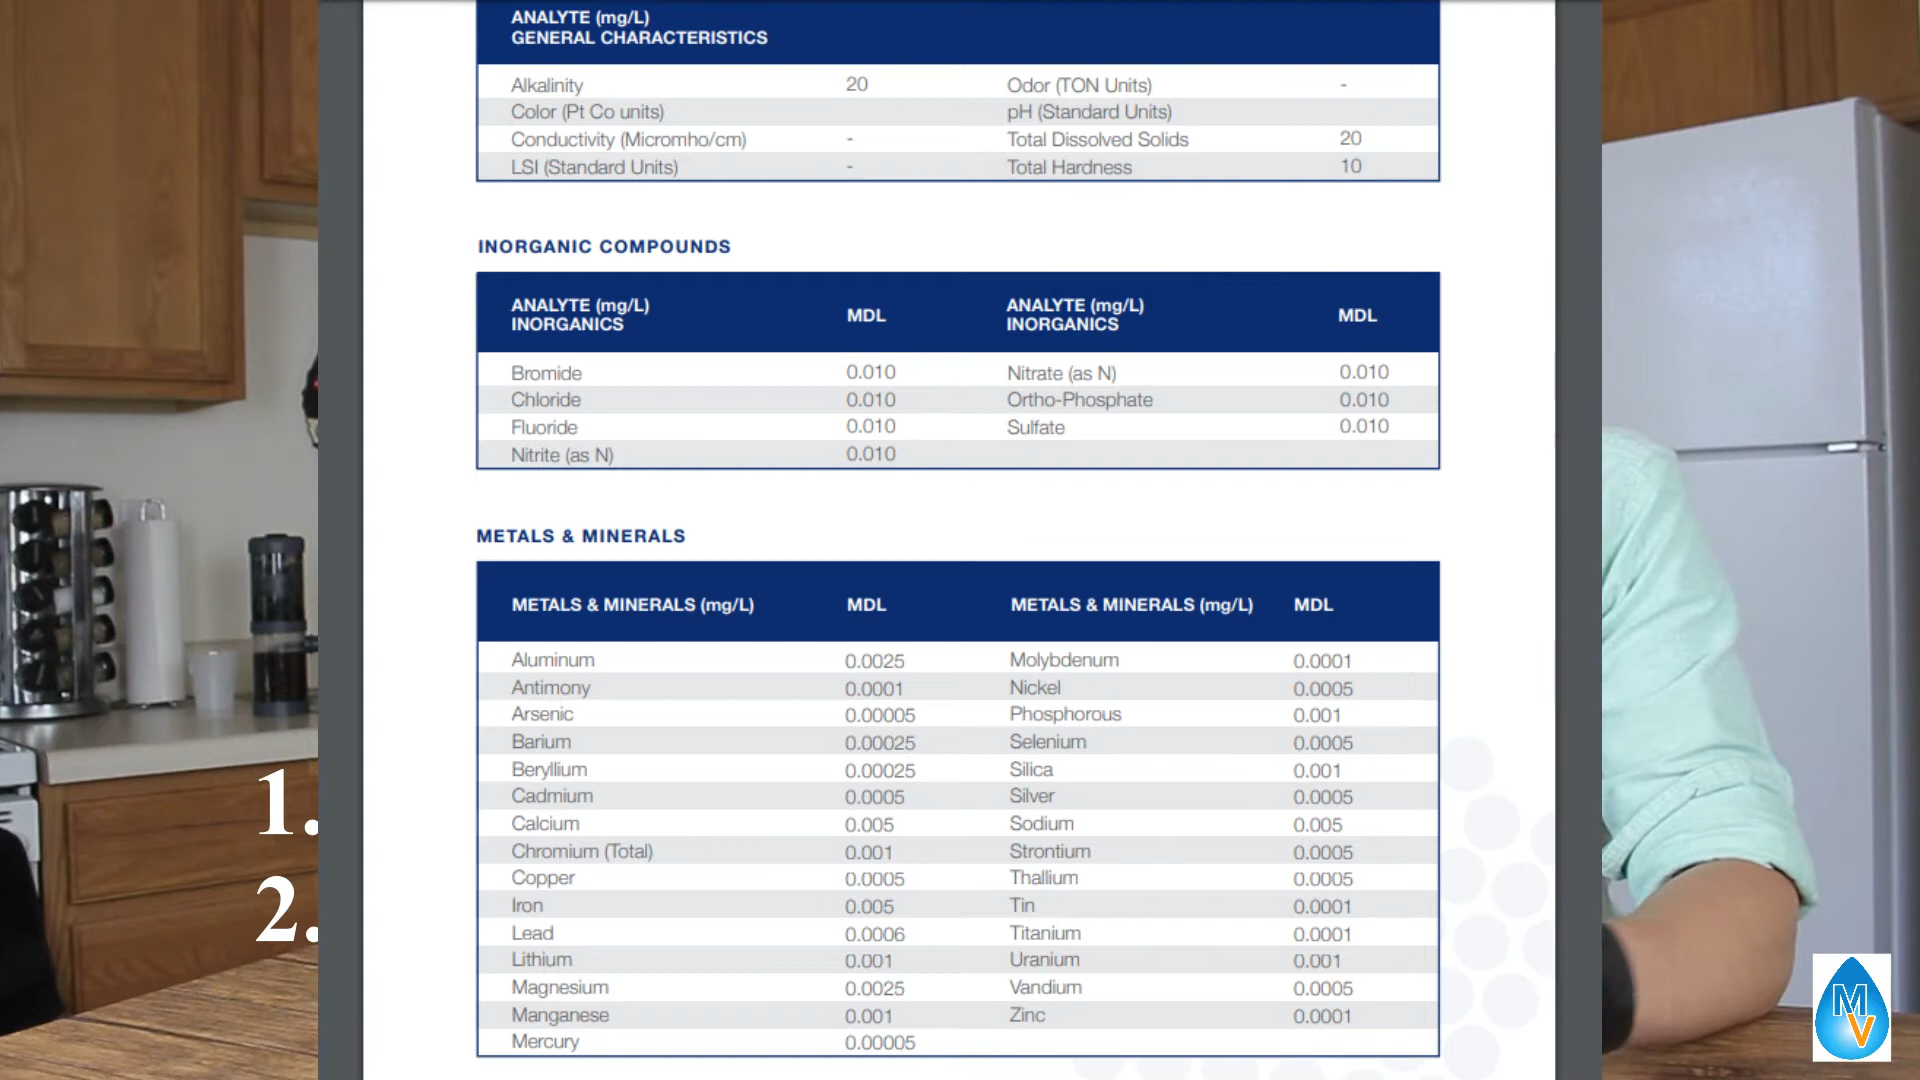 ANALYTE (mg/L)
GENERAL CHARACTERISTICS
Alkalinity 20 Odor (TON Units) -
Color (Pt Co units) pH (Standard Units)
Conductivity (Micromho/cm) - Total Dissolved Solids 20
LSI (Standard Units) - Total Hardness 10
INORGANIC COMPOUNDS
ANALYTE (mg/L) INORGANICS MDL ANALYTE (mg/L) INORGANICS MDL
Bromide 0.010 Nitrate (as N) 0.010
Chloride 0.010 Ortho-Phosphate 0.010
Fluoride 0.010 Sulfate 0.010
Nitrite (as N) 0.010
METALS & MINERALS
METALS & MINERALS (mg/L) MDL METALS & MINERALS (mg/L) MDL
Aluminum 0.0025 Molybdenum 0.0001
Antimony 0.0001 Nickel 0.0005
Arsenic 0.00005 Phosphorous 0.001
Barium 0.00025 Selenium 0.0005
Beryllium 0.00025 Silica 0.001
Cadmium 0.0005 Silver 0.0005
Calcium 0.005 Sodium 0.005
Chromium (Total) 0.001 Strontium 0.0005
Copper 0.0005 Thallium 0.0005
Iron 0.005 Tin 0.0001
Lead 0.0006 Titanium 0.0001
Lithium 0.001 Uranium 0.001
Magnesium 0.0025 Vandium 0.0005
Manganese 0.001 Zinc 0.0001
Mercury 0.00005
1.
2.
MV